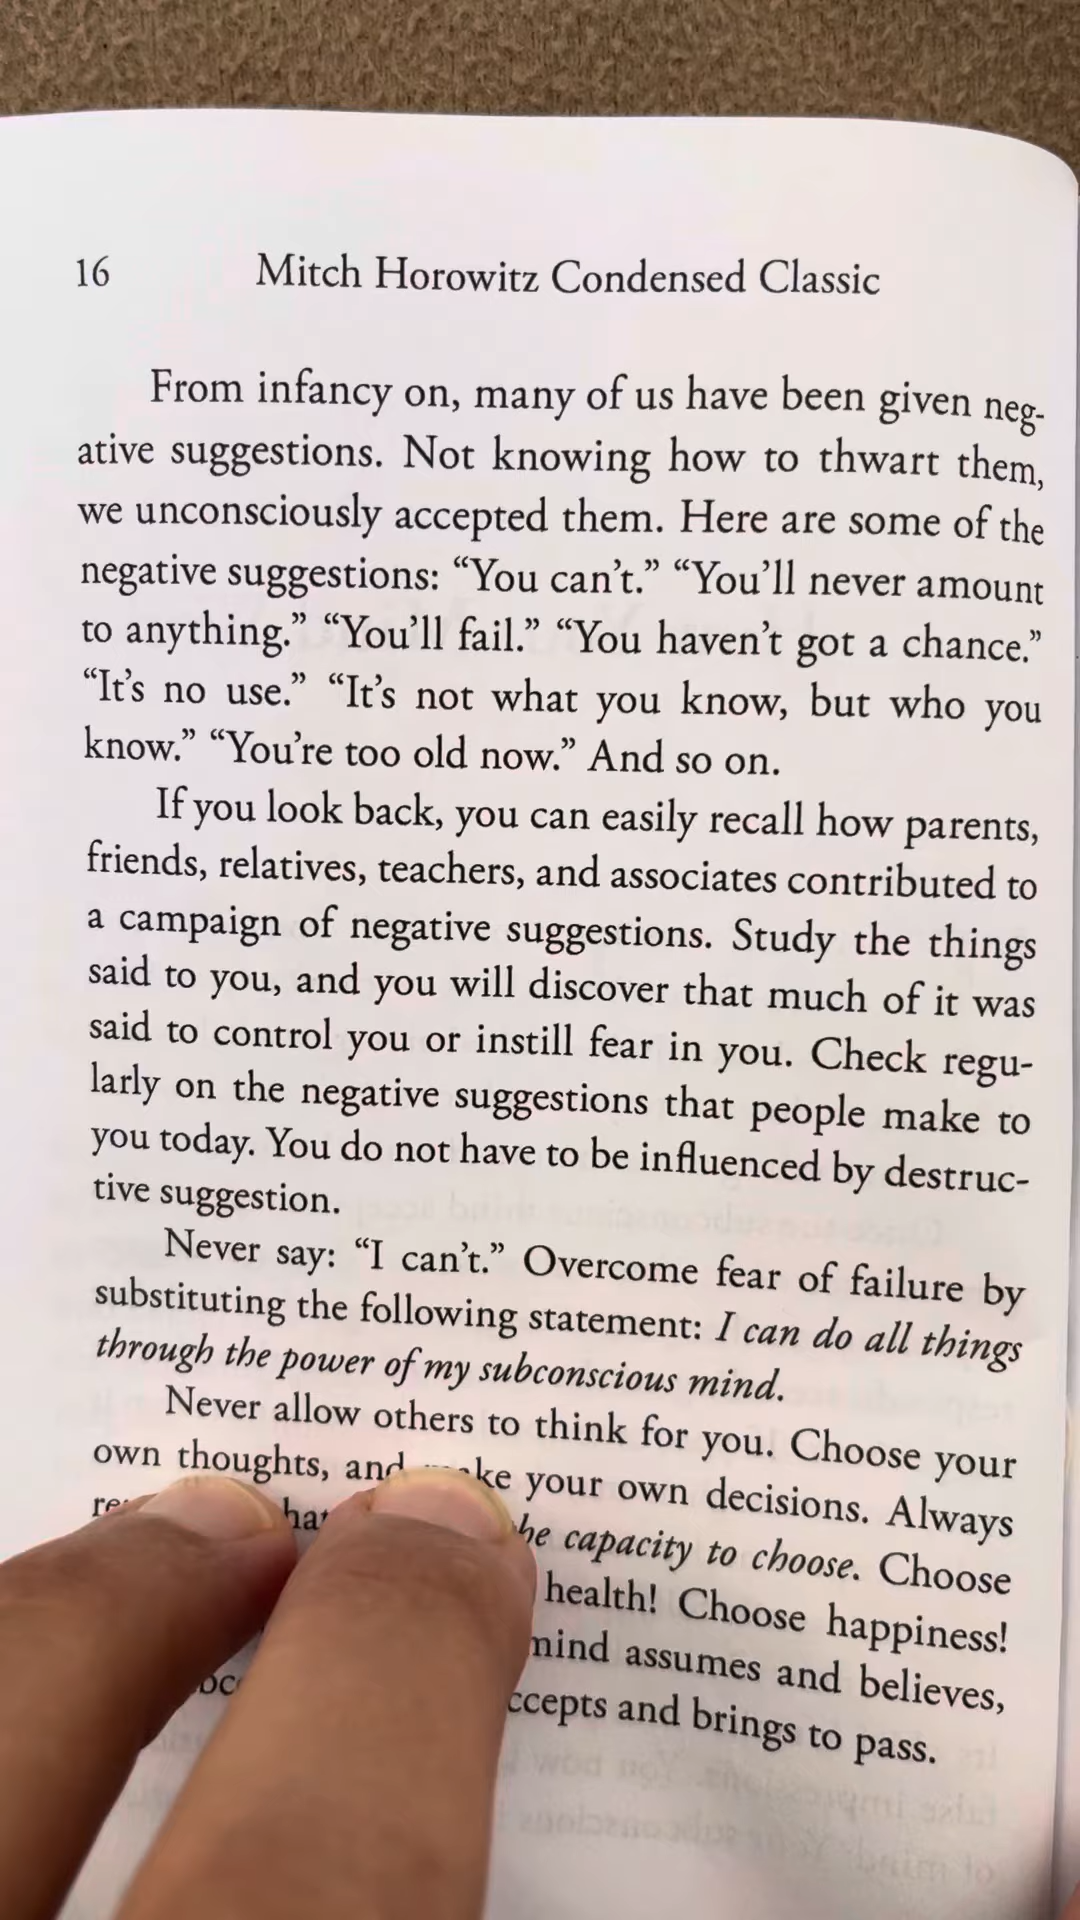 16
Mitch Horowitz Condensed Classic
From infancy on, many of us have been given neg-
ative suggestions. Not knowing how to thwart them,
we unconsciously accepted them. Here are some of the
negative suggestions: “You can’t.” “You’ll never amount
to anything.” “You’ll fail.” “You haven’t got a chance.”
“It’s no use.” “It’s not what you know, but who you
know.” “You’re too old now.” And so on.
If you look back, you can easily recall how parents,
friends, relatives, teachers, and associates contributed to
a campaign of negative suggestions. Study the things
said to you, and you will discover that much of it was
said to control you or instill fear in you. Check regu-
larly on the negative suggestions that people make to
you today. You do not have to be influenced by destruc-
tive suggestion.
Never say: “I can’t.” Overcome fear of failure by
substituting the following statement: I can do all things
through the power of my subconscious mind.
Never allow others to think for you. Choose your
own thoughts, and your own decisions. Always
capacity to choose. Choose
health! Choose happiness!
mind assumes and believes,
and brings to pass.